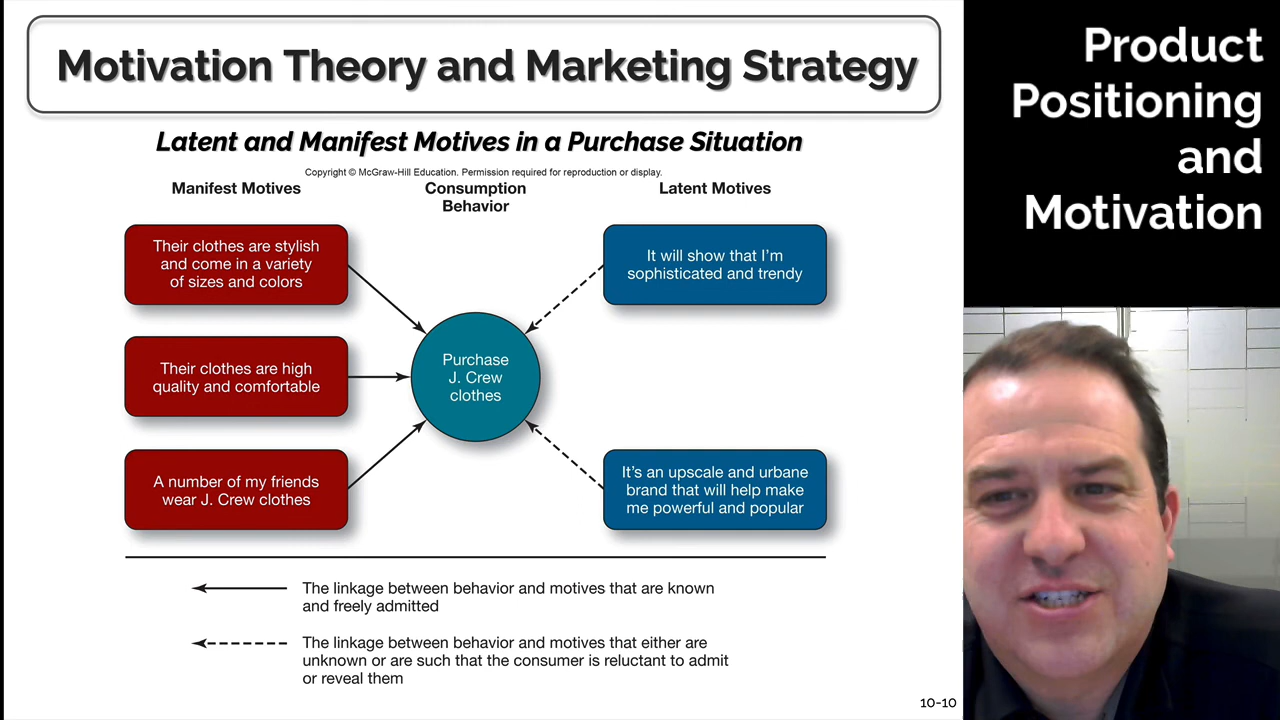 Motivation Theory and Marketing Strategy
Product
Positioning
and
Motivation
Latent and Manifest Motives in a Purchase Situation
Copyright © McGraw-Hill Education. Permission required for reproduction or display.
Manifest Motives
Consumption
Behavior
Latent Motives
Their clothes are stylish
and come in a variety
of sizes and colors
Their clothes are high
quality and comfortable
A number of my friends
wear J. Crew clothes
Purchase
J. Crew
clothes
It will show that I'm
sophisticated and trendy
It's an upscale and urbane
brand that will help make
me powerful and popular
The linkage between behavior and motives that are known
and freely admitted
The linkage between behavior and motives that either are
unknown or are such that the consumer is reluctant to admit
or reveal them
10-10